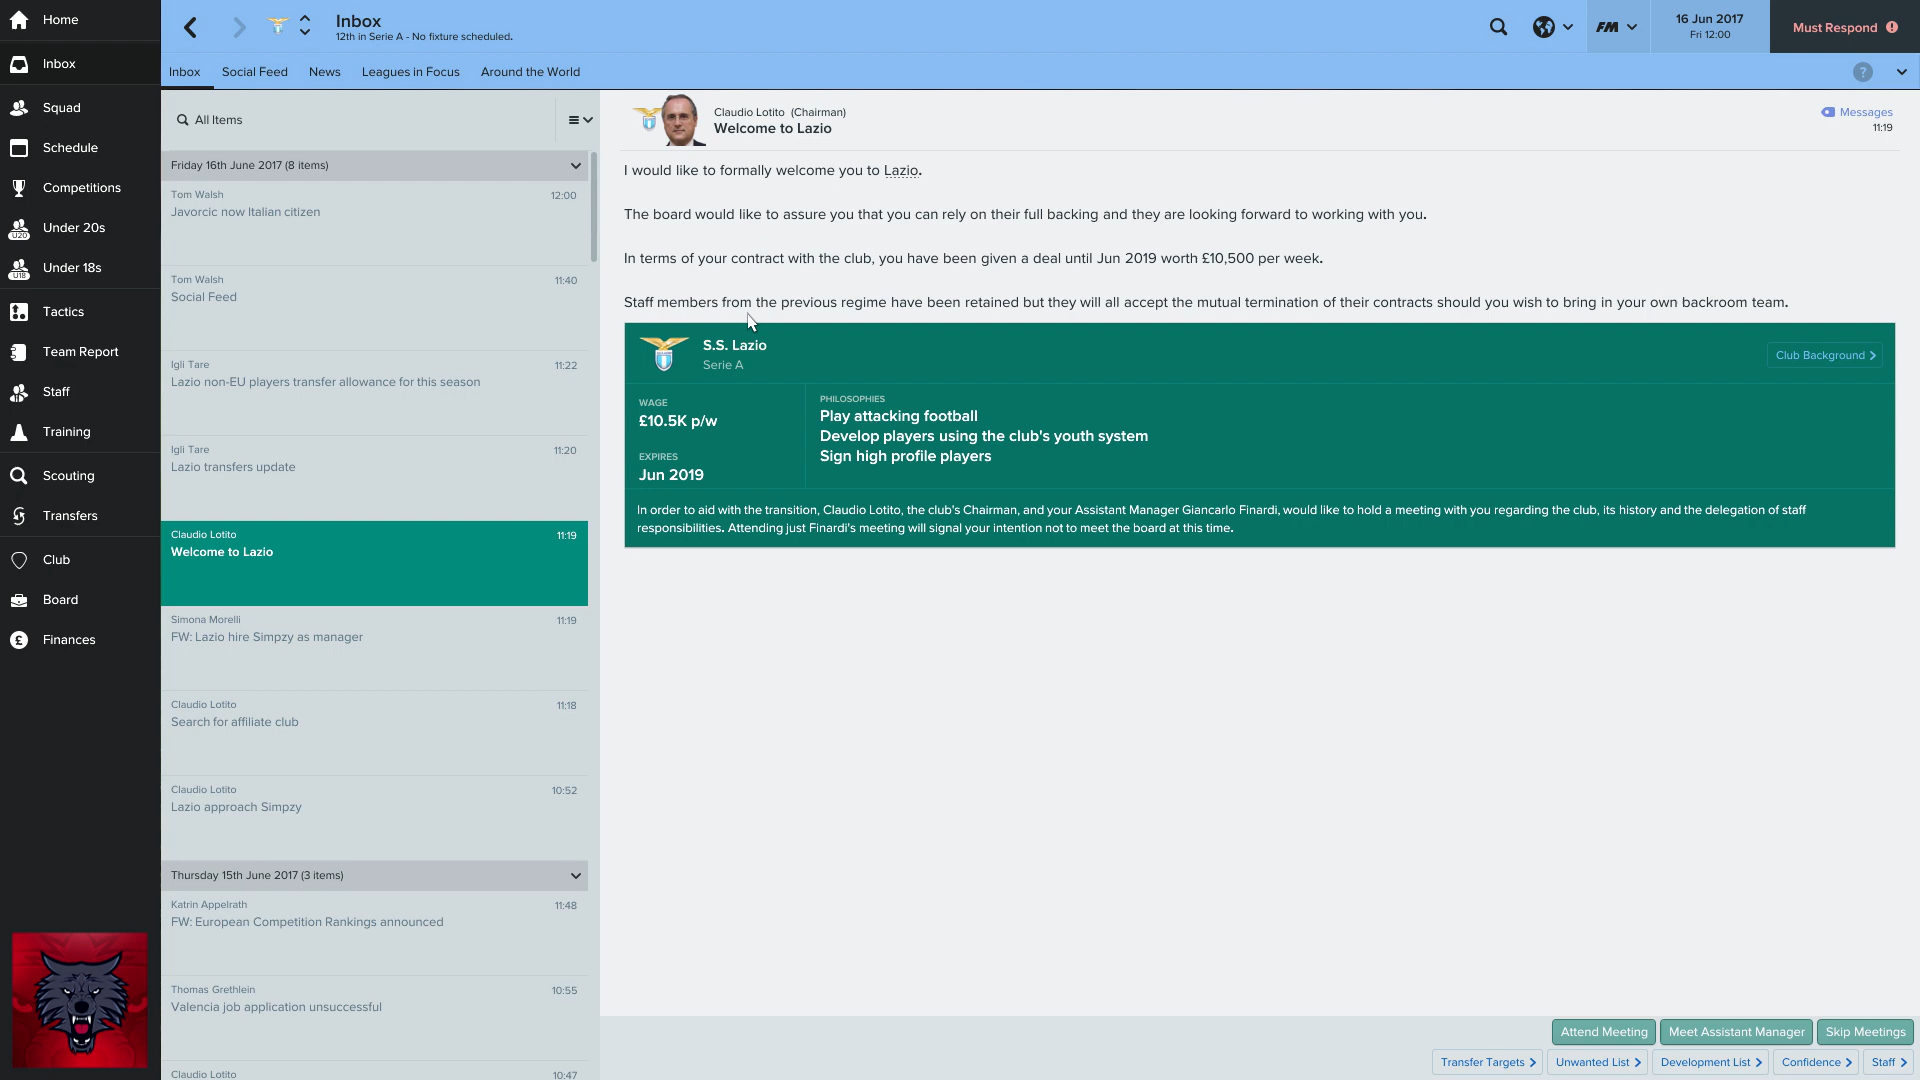 Home
Inbox
Squad
Schedule
Competitions
U20
Under 20s
U18
Under 18s
Tactics
Team Report
Staff
Training
Scouting
Transfers
Club
Board
£
Finances
Inbox
12th in Serie A - No fixture scheduled.
FM
16 Jun 2017
Fri 12:00
Must Respond
Inbox
Social Feed
News
Leagues in Focus
Around the World
?
All Items
Friday 16th June 2017 (8 items)
Tom Walsh 12:00
Javorcic now Italian citizen
Tom Walsh 11:40
Social Feed
Igli Tare 11:22
Lazio non-EU players transfer allowance for this season
Igli Tare 11:20
Lazio transfers update
Claudio Lotito 11:19
Welcome to Lazio
Simona Morelli 11:19
FW: Lazio hire Simpzy as manager
Claudio Lotito 11:18
Search for affiliate club
Claudio Lotito 10:52
Lazio approach Simpzy
Thursday 15th June 2017 (3 items)
Katrin Appelrath 11:48
FW: European Competition Rankings announced
Thomas Grethlein 10:55
Valencia job application unsuccessful
Claudio Lotito 10:47
Claudio Lotito (Chairman)
Welcome to Lazio
Messages
11:19
I would like to formally welcome you to Lazio.
The board would like to assure you that you can rely on their full backing and they are looking forward to working with you.
In terms of your contract with the club, you have been given a deal until Jun 2019 worth £10,500 per week.
Staff members from the previous regime have been retained but they will all accept the mutual termination of their contracts should you wish to bring in your own backroom team.
S.S. Lazio
Serie A
Club Background
WAGE
£10.5K p/w
EXPIRES
Jun 2019
PHILOSOPHIES
Play attacking football
Develop players using the club's youth system
Sign high profile players
In order to aid with the transition, Claudio Lotito, the club's Chairman, and your Assistant Manager Giancarlo Finardi, would like to hold a meeting with you regarding the club, its history and the delegation of staff
responsibilities. Attending just Finardi's meeting will signal your intention not to meet the board at this time.
Attend Meeting
Meet Assistant Manager
Skip Meetings
Transfer Targets
Unwanted List
Development List
Confidence
Staff